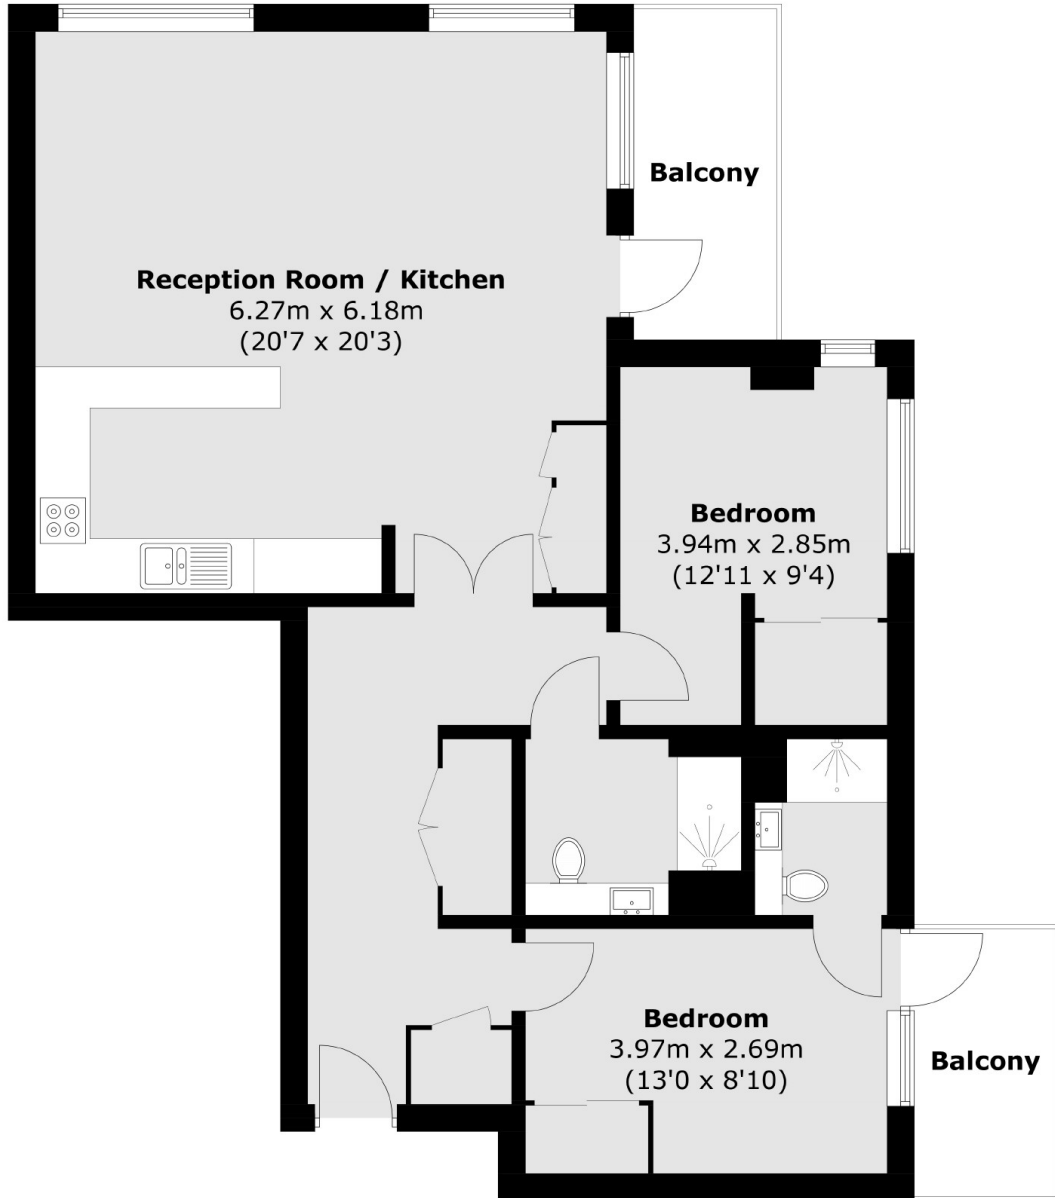 Balcony
Reception Room / Kitchen
6.27m x 6.18m
(20'7 x 20'3)
Bedroom
3.94m x 2.85m
(12'11 x 9'4)
Bedroom
3.97m x 2.69m
(13'0 x 8'10)
Balcony